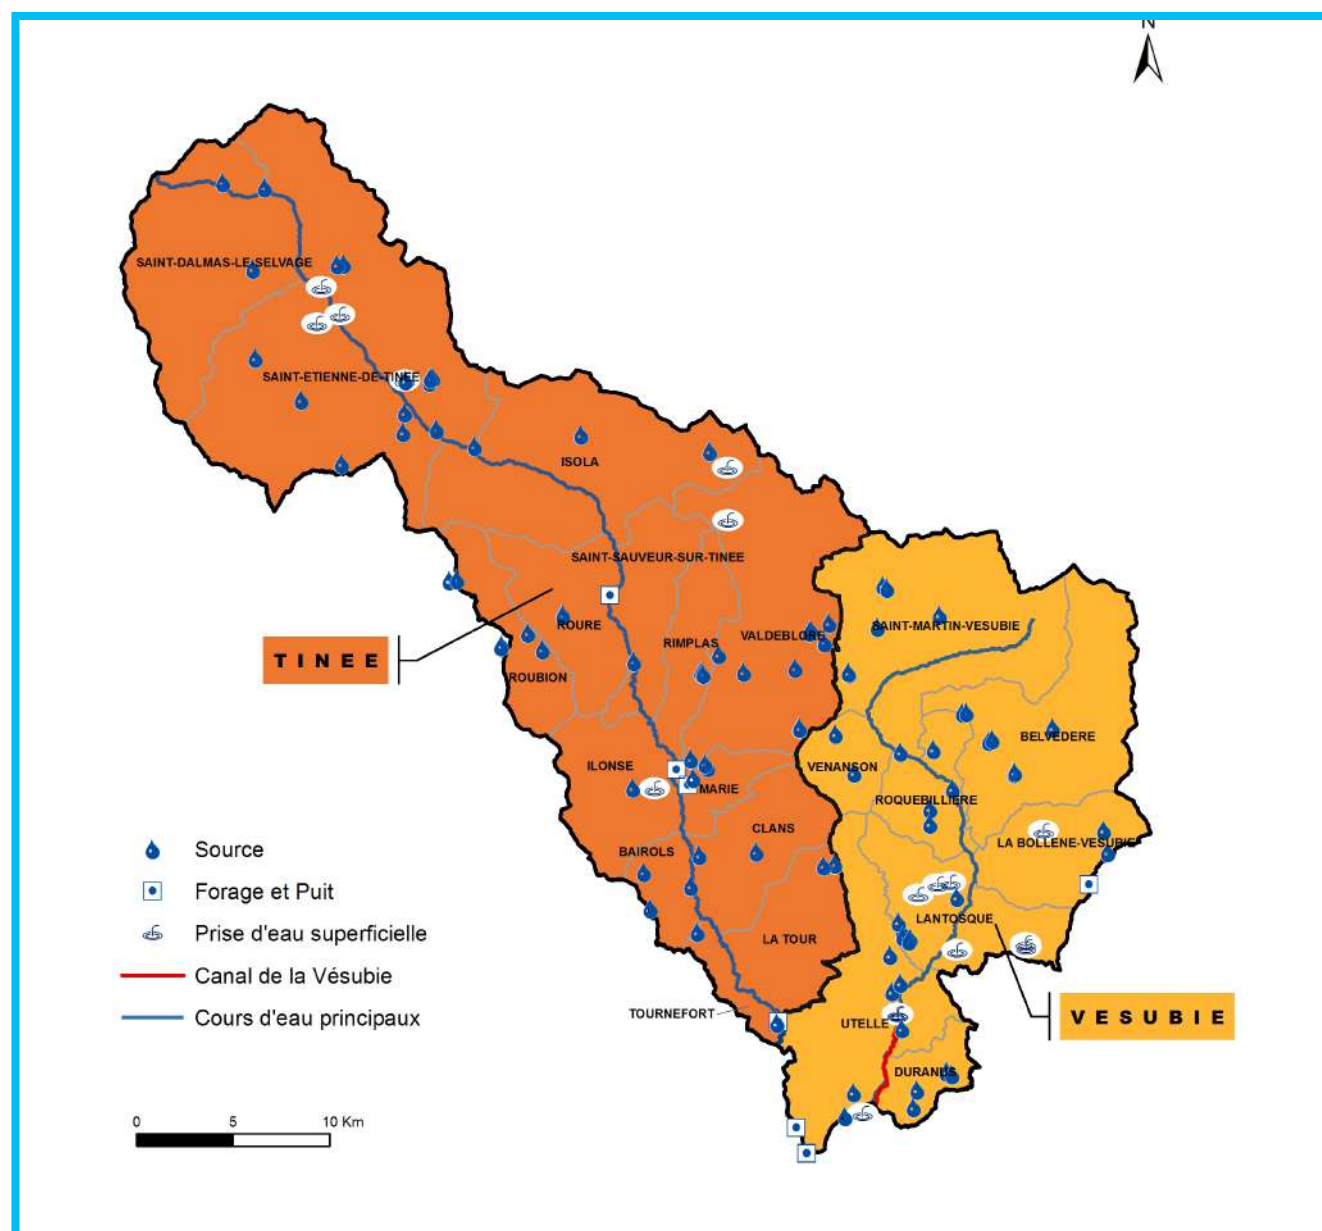 N
SAINT-DALMAS-LE-SELVAGE
SAINT-ETIENNE-DE-TINEE
ISOLA
SAINT-SAUVEUR-SUR-TINEE
ROURE
SAINT-MARTIN-VESUBIE
VALDEBLORE
RIMPLAS
TINEE
ROUBION
BELVEDERE
ILONSE
VENANSON
MARIE
ROQUEBILLIERE
CLANS
LA BOLLENE-VESUBIE
BAIROLS
Source
Forage et Puit
LANTOSQUE
Prise d'eau superficielle
LA TOUR
Canal de la Vésubie
TOURNEFORT
Cours d'eau principaux
UTELLE
VESUBIE
DURANUS
0 5 10 Km